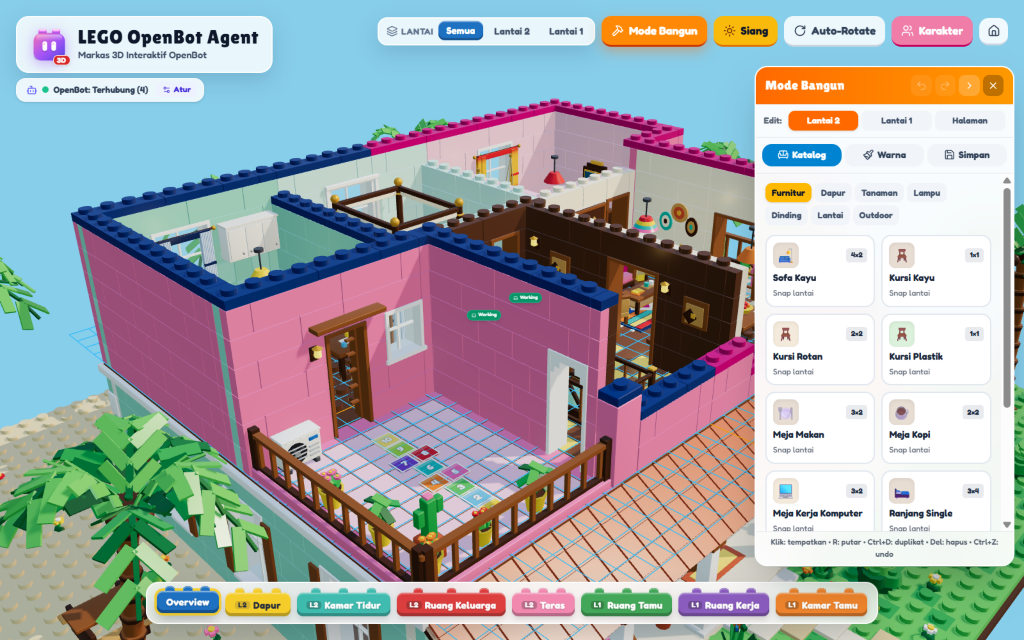 LEGO OpenBot Agent
Markas 3D Interaktif OpenBot
3D
OpenBot: Terhubung (4) Atur
LANTAI Semua Lantai 2 Lantai 1
Mode Bangun
Siang
Auto-Rotate
Karakter
Mode Bangun
Edit: Lantai 2 Lantai 1 Halaman
Katalog Warna Simpan
Furnitur Dapur Tanaman Lampu
Dinding Lantai Outdoor
4x2
Sofa Kayu
Snap lantai
1x1
Kursi Kayu
Snap lantai
2x2
Kursi Rotan
Snap lantai
1x1
Kursi Plastik
Snap lantai
3x2
Meja Makan
Snap lantai
2x2
Meja Kopi
Snap lantai
3x2
Meja Kerja Komputer
Snap lantai
3x4
Ranjang Single
Snap lantai
Klik: tempatkan • R: putar • Ctrl+D: duplikat • Del: hapus • Ctrl+Z:
undo
Working
Working
Overview
L2 Dapur
L2 Kamar Tidur
L2 Ruang Keluarga
L2 Teras
L1 Ruang Tamu
L1 Ruang Kerja
L1 Kamar Tamu